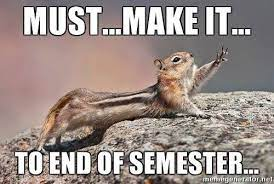 MUST...MAKE IT...
TO END OF SEMESTER...
memegenerator.net